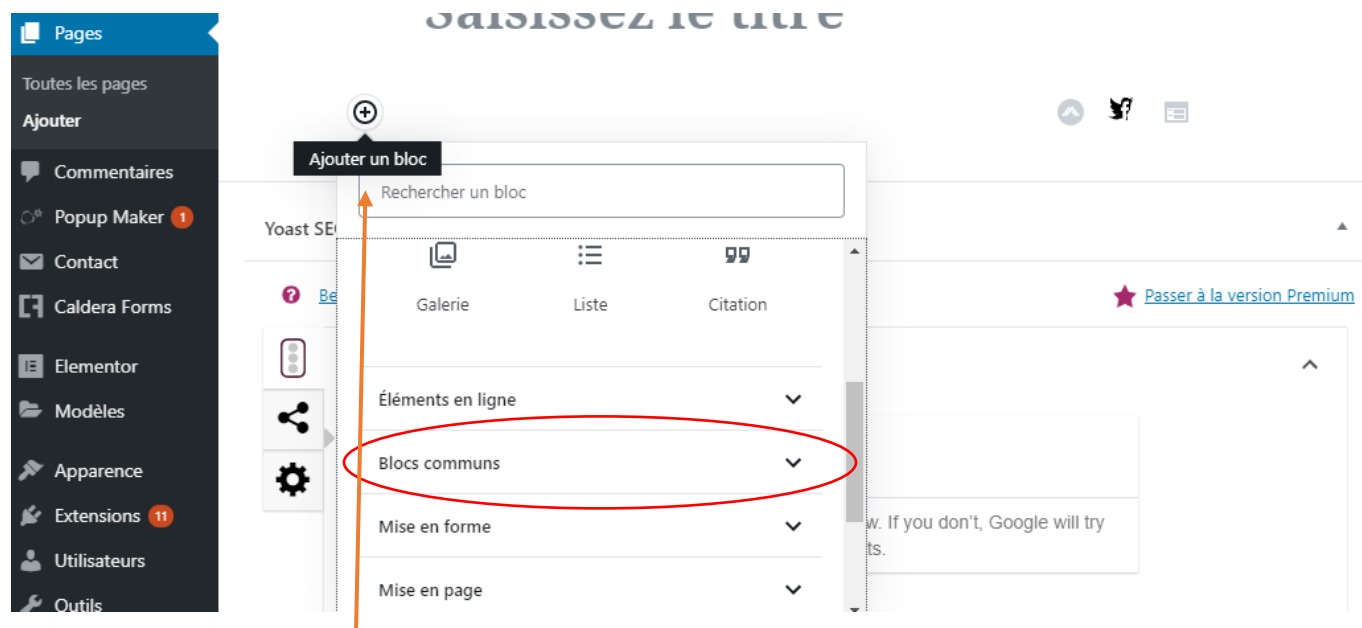 Saisissez le titre
Pages
Toutes les pages
Ajouter
Commentaires
Popup Maker 1
Contact
Caldera Forms
Elementor
Modèles
Apparence
Extensions 11
Utilisateurs
Outils
Ajouter un bloc
Rechercher un bloc
Yoast SE
Be
Passer à la version Premium
Galerie
Liste
Citation
Éléments en ligne
Blocs communs
Mise en forme
Mise en page
w. If you don't, Google will try
ts.